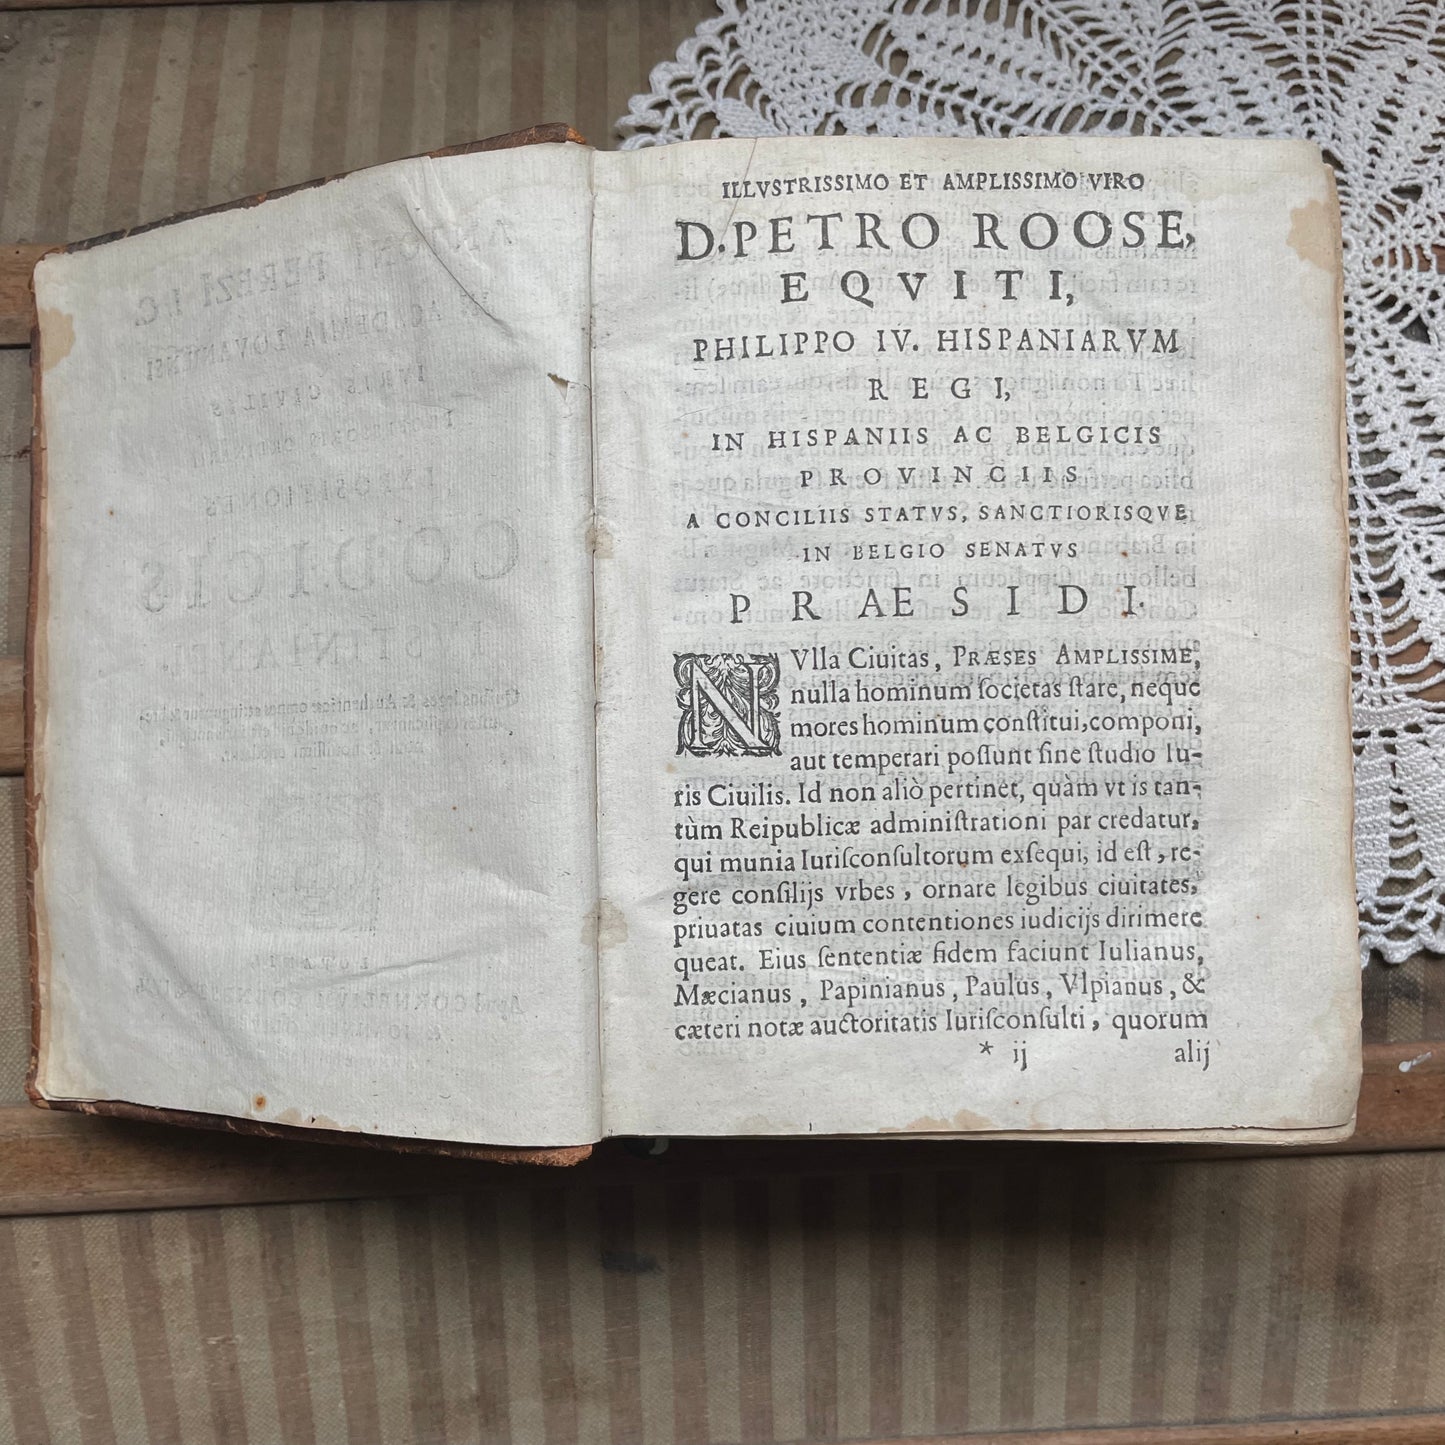 ILLVSTRISSIMO ET AMPLISSIMO VIRO
D. PETRO ROOSE,
EQVITI,
PHILIPPO IV. HISPANIARVM
REGI,
IN HISPANIIS AC BELGICIS
PROVINCIIS
A CONCILIIS STATVS, SANCTIORISQVE
IN BELGIO SENATVS
PRAESIDI.
NVlla Ciuitas, PRÆSES AMPLISSIME,
nulla hominum ſocietas ſtare, neque
mores hominum conſtitui, componi,
aut temperari poſſunt ſine ſtudio Iu-
ris Ciuilis. Id non aliò pertinet, quàm vt is tan-
tùm Reipublicæ adminiſtrationi par credatur,
qui munia Iuriſconſultorum exſequi, id eſt, re-
gere conſilijs vrbes, ornare legibus ciuitates,
priuatas ciuium contentiones iudicijs dirimere
queat. Eius ſententiæ fidem faciunt Iulianus,
Mæcianus, Papinianus, Paulus, Vlpianus, &
cæteri notæ auctoritatis Iuriſconſulti, quorum
* ij alij